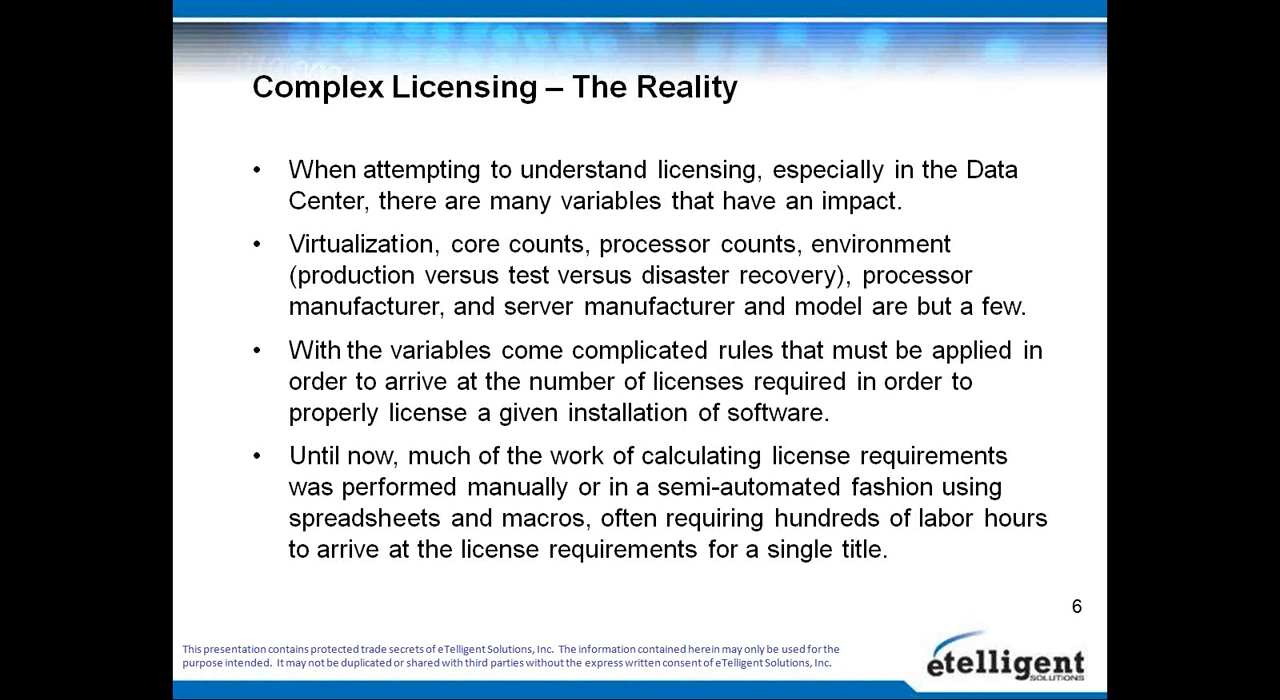 Complex Licensing – The Reality
• When attempting to understand licensing, especially in the Data
Center, there are many variables that have an impact.
• Virtualization, core counts, processor counts, environment
(production versus test versus disaster recovery), processor
manufacturer, and server manufacturer and model are but a few.
• With the variables come complicated rules that must be applied in
order to arrive at the number of licenses required in order to
properly license a given installation of software.
• Until now, much of the work of calculating license requirements
was performed manually or in a semi-automated fashion using
spreadsheets and macros, often requiring hundreds of labor hours
to arrive at the license requirements for a single title.
6
This presentation contains protected trade secrets of eTelligent Solutions, Inc. The information contained herein may only be used for the
purpose intended. It may not be duplicated or shared with third parties without the express written consent of eTelligent Solutions, Inc.
etelligent
SOLUTIONS